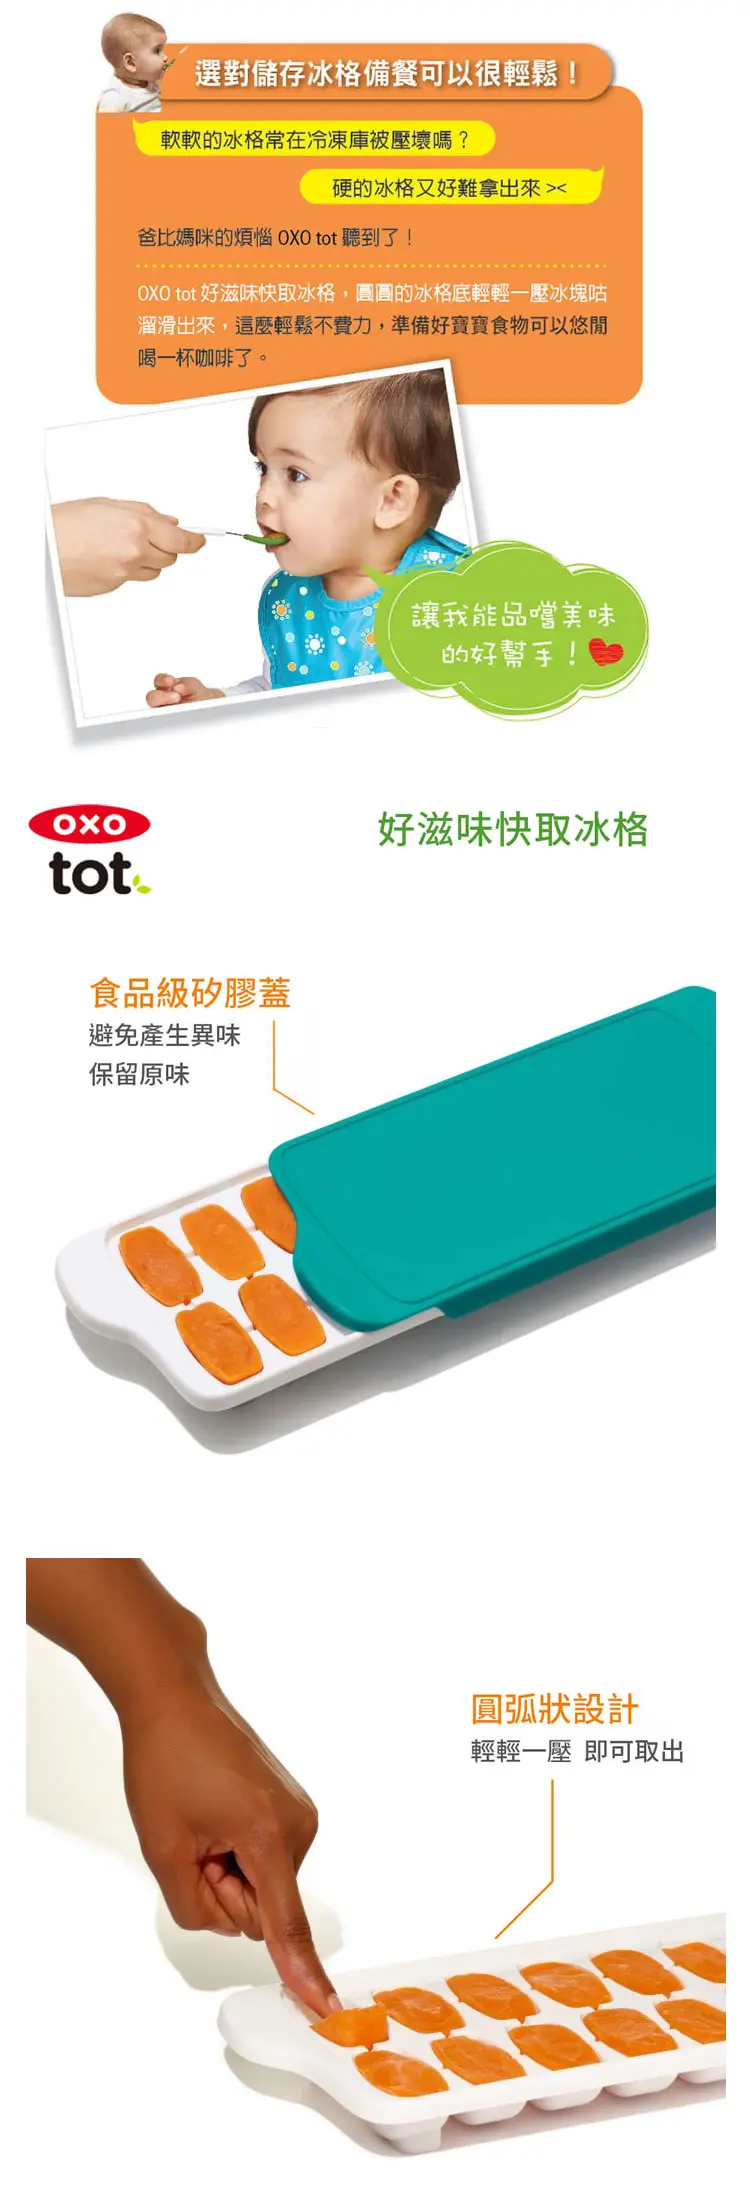 選對儲存冰格備餐可以很輕鬆！
軟軟的冰格常在冷凍庫被壓壞嗎？
硬的冰格又好難拿出來 ><
爸比媽咪的煩惱 OXO tot 聽到了！
OXO tot 好滋味快取冰格，圓圓的冰格底輕輕一壓冰塊咕
溜滑出來，這麼輕鬆不費力，準備好寶寶食物可以悠閒
喝一杯咖啡了。
讓我能品嚐美味
的好幫手！
OXO
tot
好滋味快取冰格
食品級矽膠蓋
避免產生異味
保留原味
圓弧狀設計
輕輕一壓 即可取出